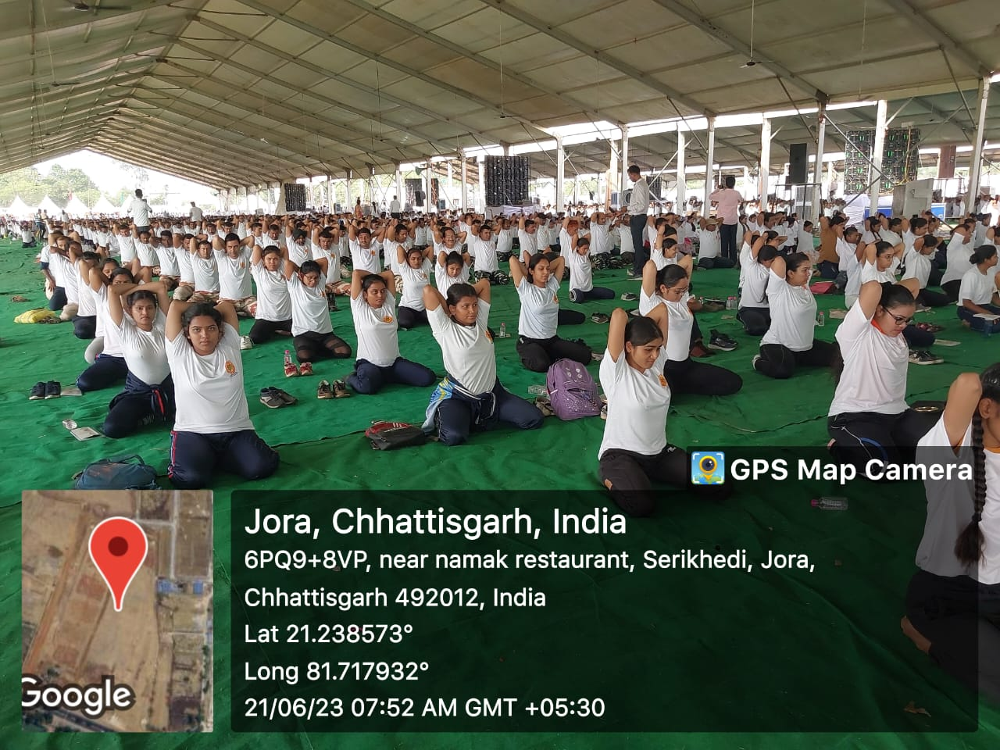 GPS Map Camera
Jora, Chhattisgarh, India
6PQ9+8VP, near namak restaurant, Serikhedi, Jora,
Chhattisgarh 492012, India
Lat 21.238573°
Long 81.717932°
21/06/23 07:52 AM GMT +05:30
Google